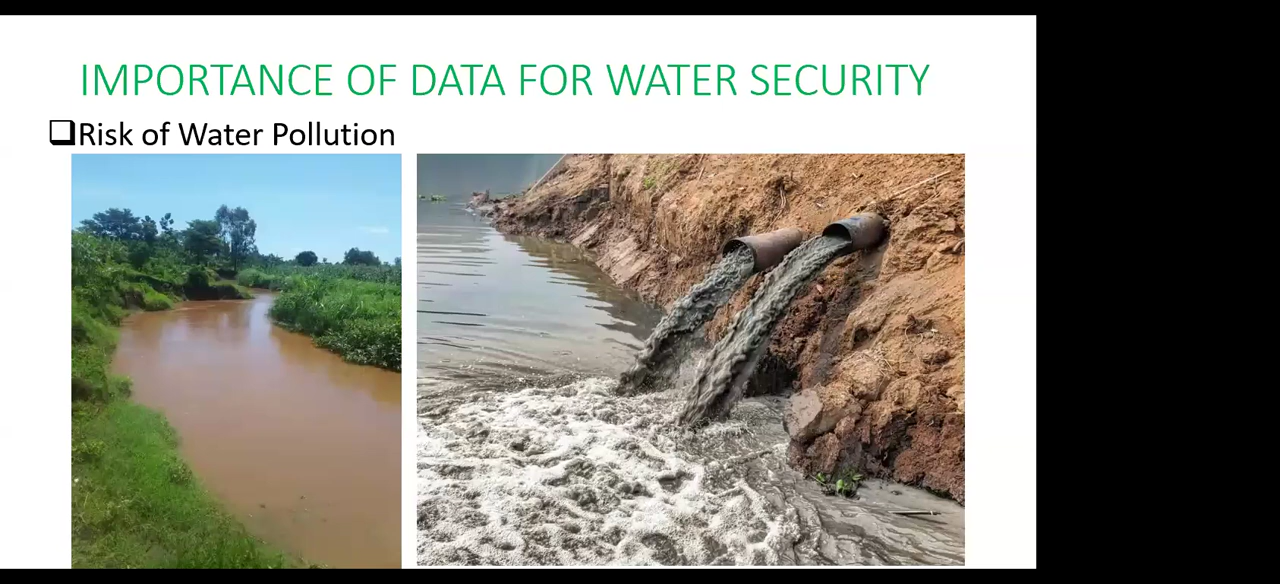 IMPORTANCE OF DATA FOR WATER SECURITY
❑Risk of Water Pollution